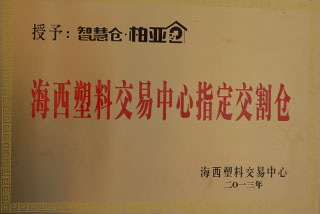 授予：智慧仓·柏亚仓
海西塑料交易中心指定交割仓
海西塑料交易中心
二〇一三年